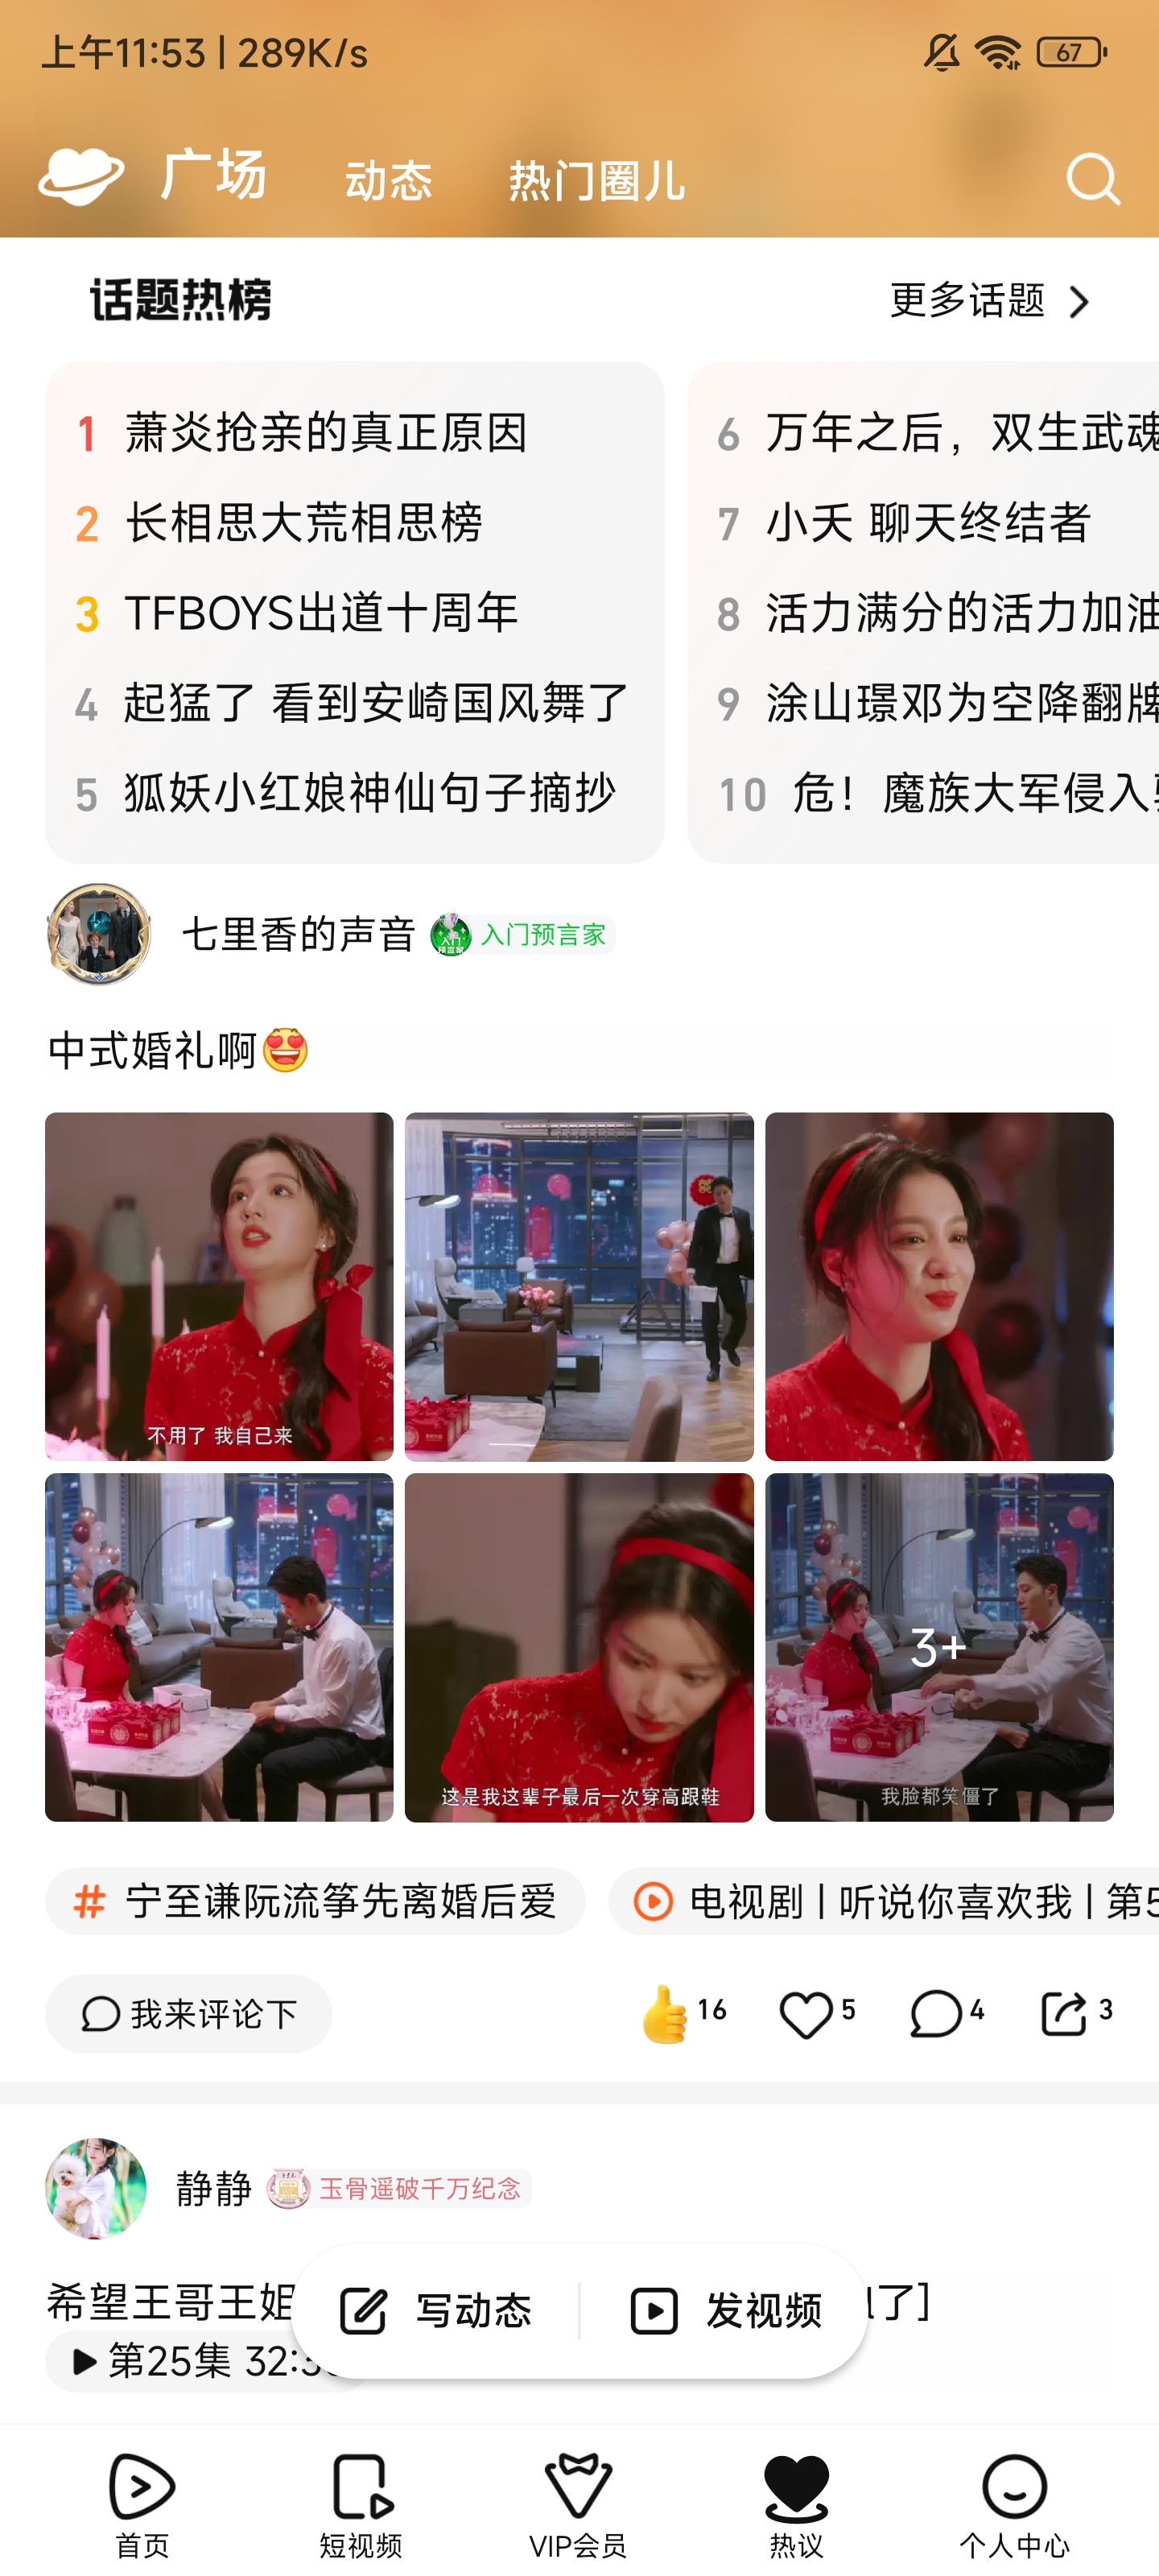 上午11:53 | 289K/s
67
广场
动态
热门圈儿
话题热榜
更多话题
1 萧炎抢亲的真正原因
2 长相思大荒相思榜
3 TFBOYS出道十周年
4 起猛了 看到安崎国风舞了
5 狐妖小红娘神仙句子摘抄
6 万年之后，双生武魂
7 小夭 聊天终结者
8 活力满分的活力加油
9 涂山璟邓为空降翻牌
10 危！魔族大军侵入
七里香的声音
入门预言家
中式婚礼啊😍
不用了 我自己来
这是我这辈子最后一次穿高跟鞋
3+
我脸都笑僵了
# 宁至谦阮流筝先离婚后爱
电视剧 | 听说你喜欢我 | 第5
我来评论下
16
5
4
3
静静
玉骨遥破千万纪念
希望王哥王姐
了]
第25集 32:3
写动态
发视频
首页
短视频
VIP会员
热议
个人中心